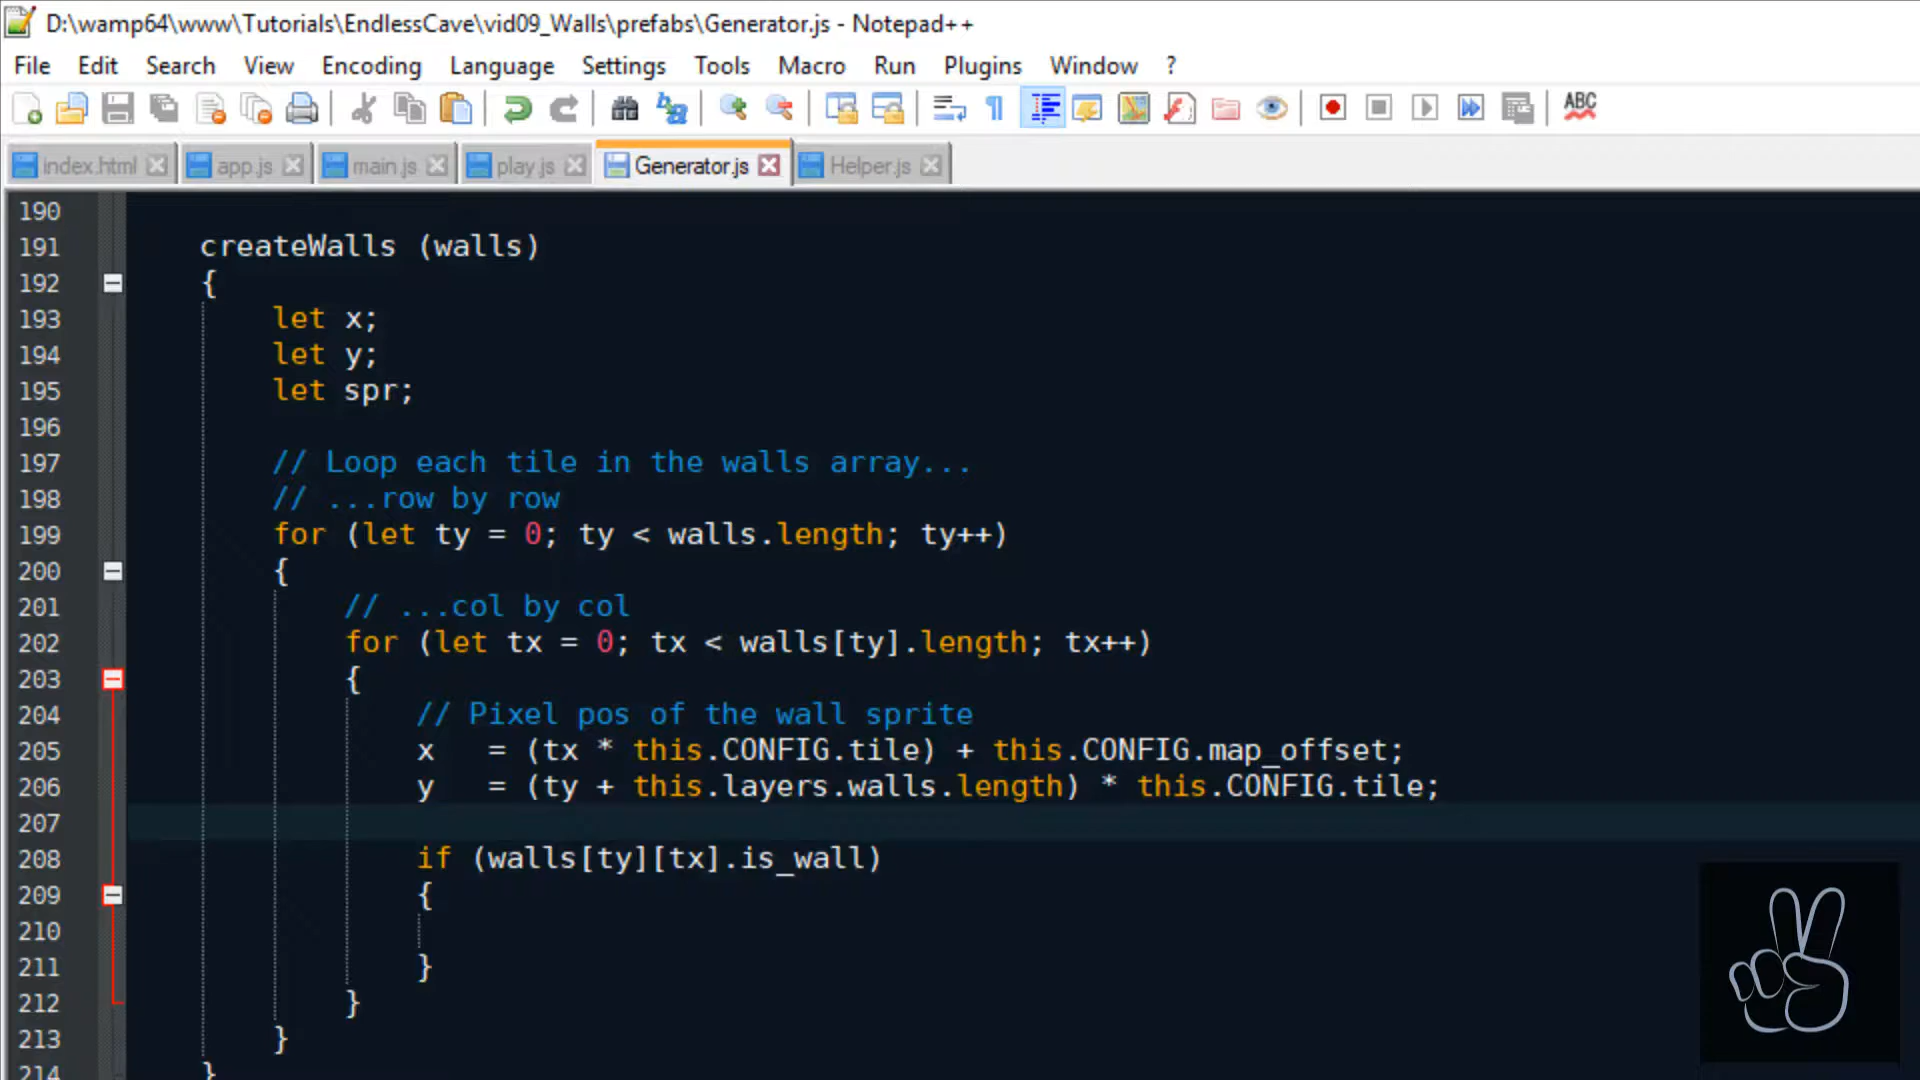 D:\wamp64\www\Tutorials\EndlessCave\vid09_Walls\prefabs\Generator.js - Notepad++
File Edit Search View Encoding Language Settings Tools Macro Run Plugins Window ?
ABC
index.html app.js main.js play.js Generator.js Helper.js
190
191 createWalls (walls)
192 {
193 let x;
194 let y;
195 let spr;
196
197 // Loop each tile in the walls array...
198 // ...row by row
199 for (let ty = 0; ty < walls.length; ty++)
200 {
201 // ...col by col
202 for (let tx = 0; tx < walls[ty].length; tx++)
203 {
204 // Pixel pos of the wall sprite
205 x = (tx * this.CONFIG.tile) + this.CONFIG.map_offset;
206 y = (ty + this.layers.walls.length) * this.CONFIG.tile;
207
208 if (walls[ty][tx].is_wall)
209 {
210
211 }
212 }
213 }
214 }